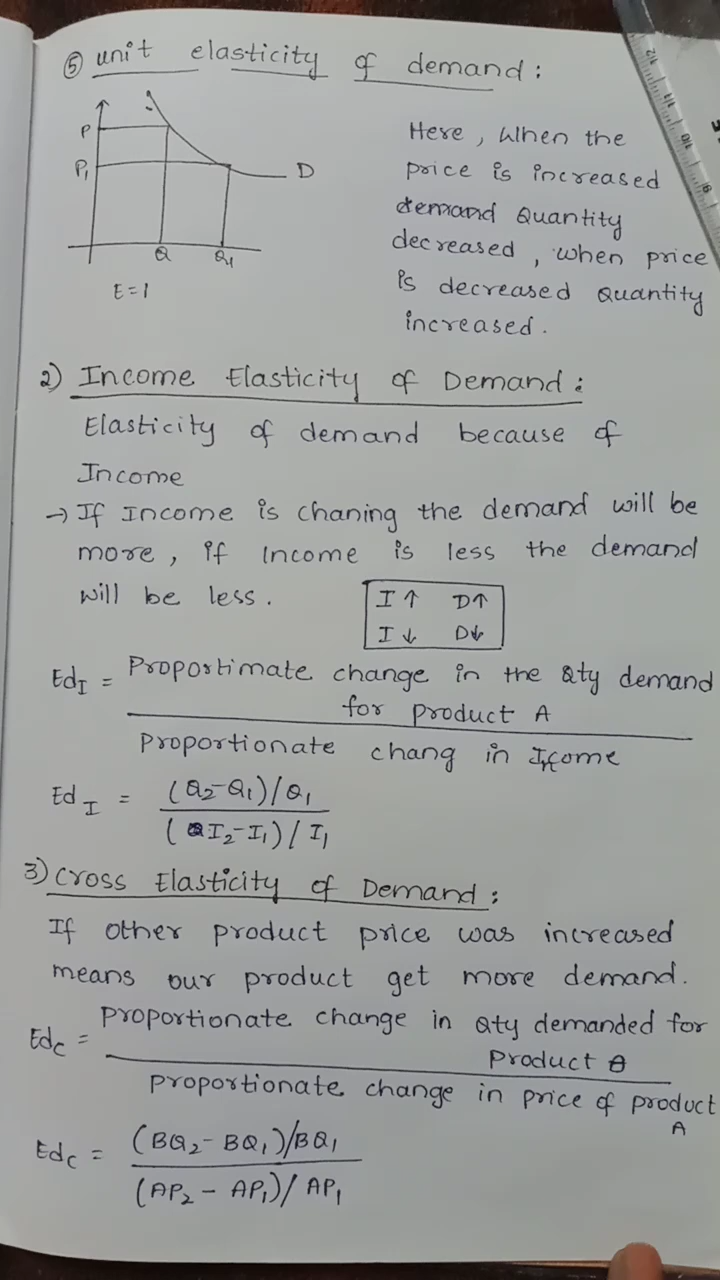 ⑤ unit elasticity of demand :
P
P₁
D
Q Q₁
E=1
Here, When the
price is increased
demand Quantity
decreased, when price
is decreased Quantity
increased.
2) Income Elasticity of Demand :
Elasticity of demand because of
Income
→ If Income is chaning the demand will be
more, if Income is less the demand
will be less.
I ↑ D↑
I ↓ D↓
Ed_I = Proportimate change in the Qty demand
for product A
Proportionate chang in Income
Ed_I = (Q₂-Q₁)/Q₁
(I₂-I₁)/I₁
3) Cross Elasticity of Demand :
If other product price was increased
means our product get more demand.
Ed_c = Proportionate change in Qty demanded for
Product B
Proportionate change in price of product
A
Ed_c = (BQ₂ - BQ₁)/BQ₁
(AP₂ - AP₁)/AP₁